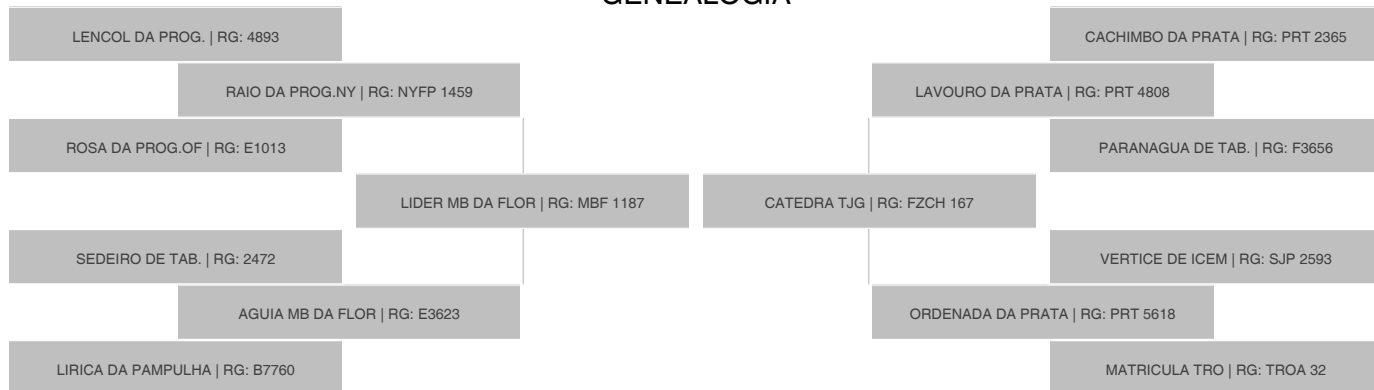 GENEALOGIA
LENCOL DA PROG. | RG: 4893
CACHIMBO DA PRATA | RG: PRT 2365
RAIO DA PROG.NY | RG: NYFP 1459
LAVOURO DA PRATA | RG: PRT 4808
ROSA DA PROG.OF | RG: E1013
PARANAGUA DE TAB. | RG: F3656
LIDER MB DA FLOR | RG: MBF 1187
CATEDRA TJG | RG: FZCH 167
SEDEIRO DE TAB. | RG: 2472
VERTICE DE ICEM | RG: SJP 2593
AGUIA MB DA FLOR | RG: E3623
ORDENADA DA PRATA | RG: PRT 5618
LIRICA DA PAMPULHA | RG: B7760
MATRICULA TRO | RG: TROA 32